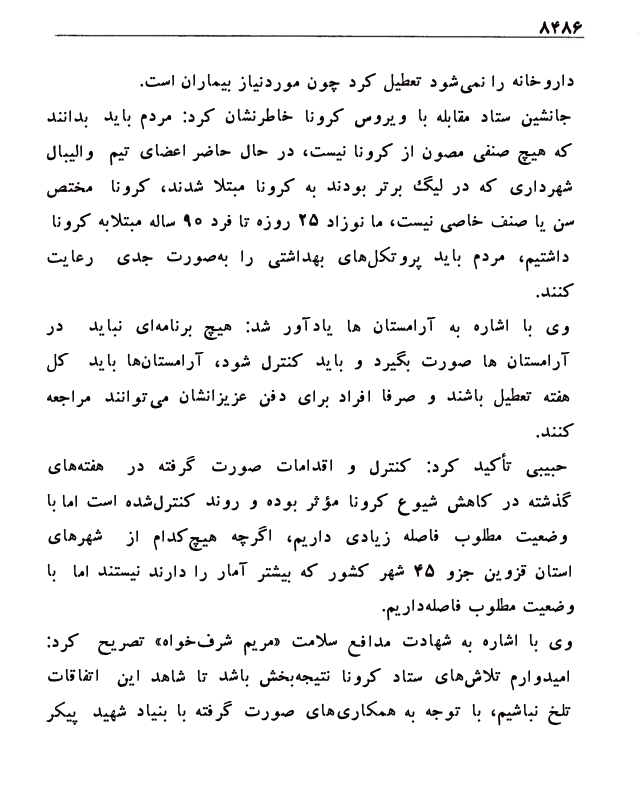 ۸۴۸۶
داروخانه را نمی‌شود تعطیل کرد چون موردنیاز بیماران است.
جانشین ستاد مقابله با ویروس کرونا خاطرنشان کرد: مردم باید بدانند
که هیچ صنفی مصون از کرونا نیست، در حال حاضر اعضای تیم والیبال
شهرداری که در لیگ برتر بودند به کرونا مبتلا شدند، کرونا مختص
سن یا صنف خاصی نیست، ما نوزاد ۲۵ روزه تا فرد ۹۰ ساله مبتلابه کرونا
داشتیم، مردم باید پروتکل‌های بهداشتی را به‌صورت جدی رعایت
کنند.
وی با اشاره به آرامستان ها یادآور شد: هیچ برنامه‌ای نباید در
آرامستان ها صورت بگیرد و باید کنترل شود، آرامستان‌ها باید کل
هفته تعطیل باشند و صرفا افراد برای دفن عزیزانشان می‌توانند مراجعه
کنند.
حبیبی تأکید کرد: کنترل و اقدامات صورت گرفته در هفته‌های
گذشته در کاهش شیوع کرونا مؤثر بوده و روند کنترل‌شده است اما با
وضعیت مطلوب فاصله زیادی داریم، اگرچه هیچ‌کدام از شهرهای
استان قزوین جزو ۴۵ شهر کشور که بیشتر آمار را دارند نیستند اما با
وضعیت مطلوب فاصله‌داریم.
وی با اشاره به شهادت مدافع سلامت «مریم شرف‌خواه» تصریح کرد:
امیدوارم تلاش‌های ستاد کرونا نتیجه‌بخش باشد تا شاهد این اتفاقات
تلخ نباشیم، با توجه به همکاری‌های صورت گرفته با بنیاد شهید پیکر